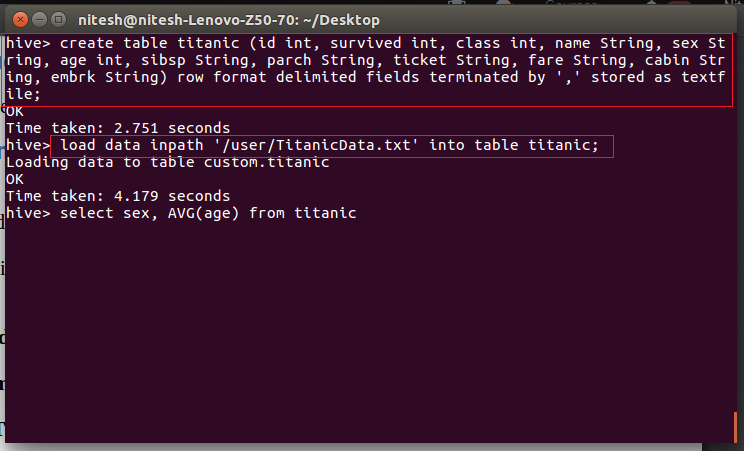 nitesh@nitesh-Lenovo-Z50-70: ~/Desktop
hive> create table titanic (id int, survived int, class int, name String, sex St
ring, age int, sibsp String, parch String, ticket String, fare String, cabin Str
ing, embrk String) row format delimited fields terminated by ',' stored as textf
ile;
OK
Time taken: 2.751 seconds
hive> load data inpath '/user/TitanicData.txt' into table titanic;
Loading data to table custom.titanic
OK
Time taken: 4.179 seconds
hive> select sex, AVG(age) from titanic